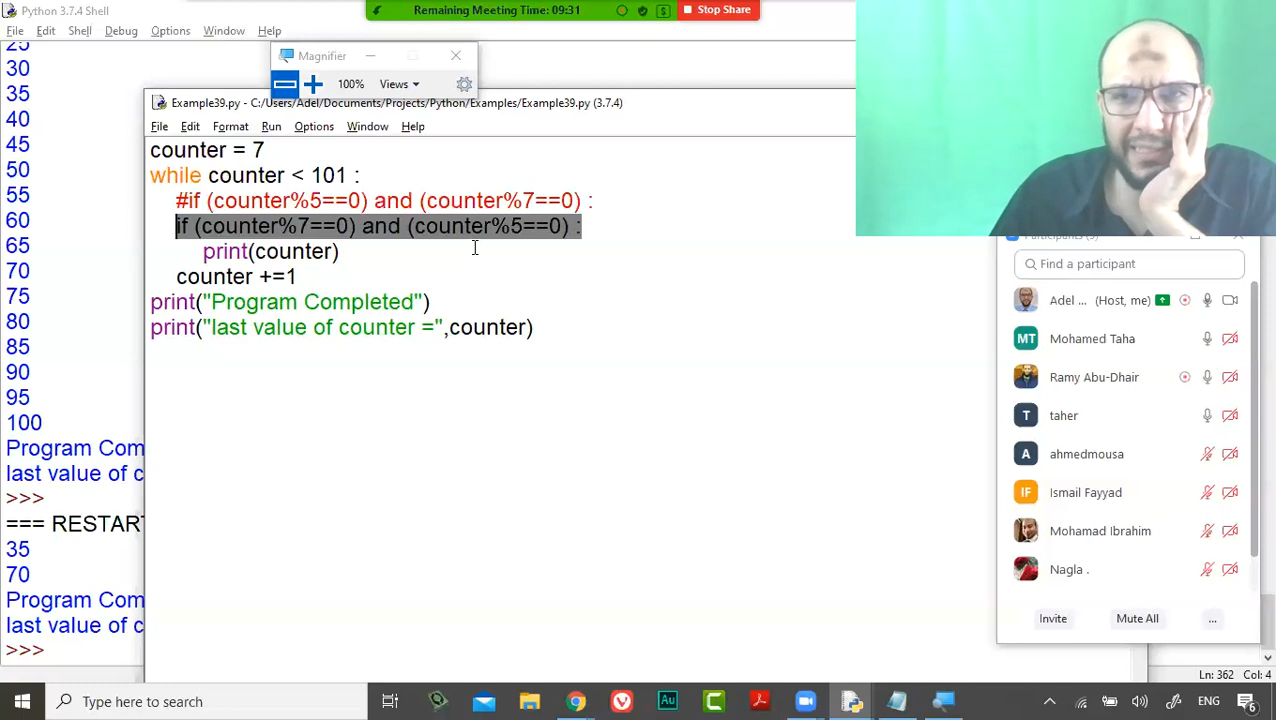 Python 3.7.4 Shell
File Edit Shell Debug Options Window Help
25
30
35
40
45
50
55
60
65
70
75
80
85
90
95
100
Program Com
last value of c
>>>
=== RESTART
35
70
Program Com
last value of c
>>>
Remaining Meeting Time: 09:31
Stop Share
Magnifier
100% Views
Example39.py - C:/Users/Adel/Documents/Projects/Python/Examples/Example39.py (3.7.4)
File Edit Format Run Options Window Help
counter = 7
while counter < 101 :
#if (counter%5==0) and (counter%7==0) :
if (counter%7==0) and (counter%5==0) :
print(counter)
counter +=1
print("Program Completed")
print("last value of counter =",counter)
Find a participant
Adel ... (Host, me)
MT Mohamed Taha
Ramy Abu-Dhair
T taher
A ahmedmousa
IF Ismail Fayyad
Mohamad Ibrahim
Nagla .
Invite Mute All ...
Ln: 362 Col: 4
Type here to search
Au
ENG
6